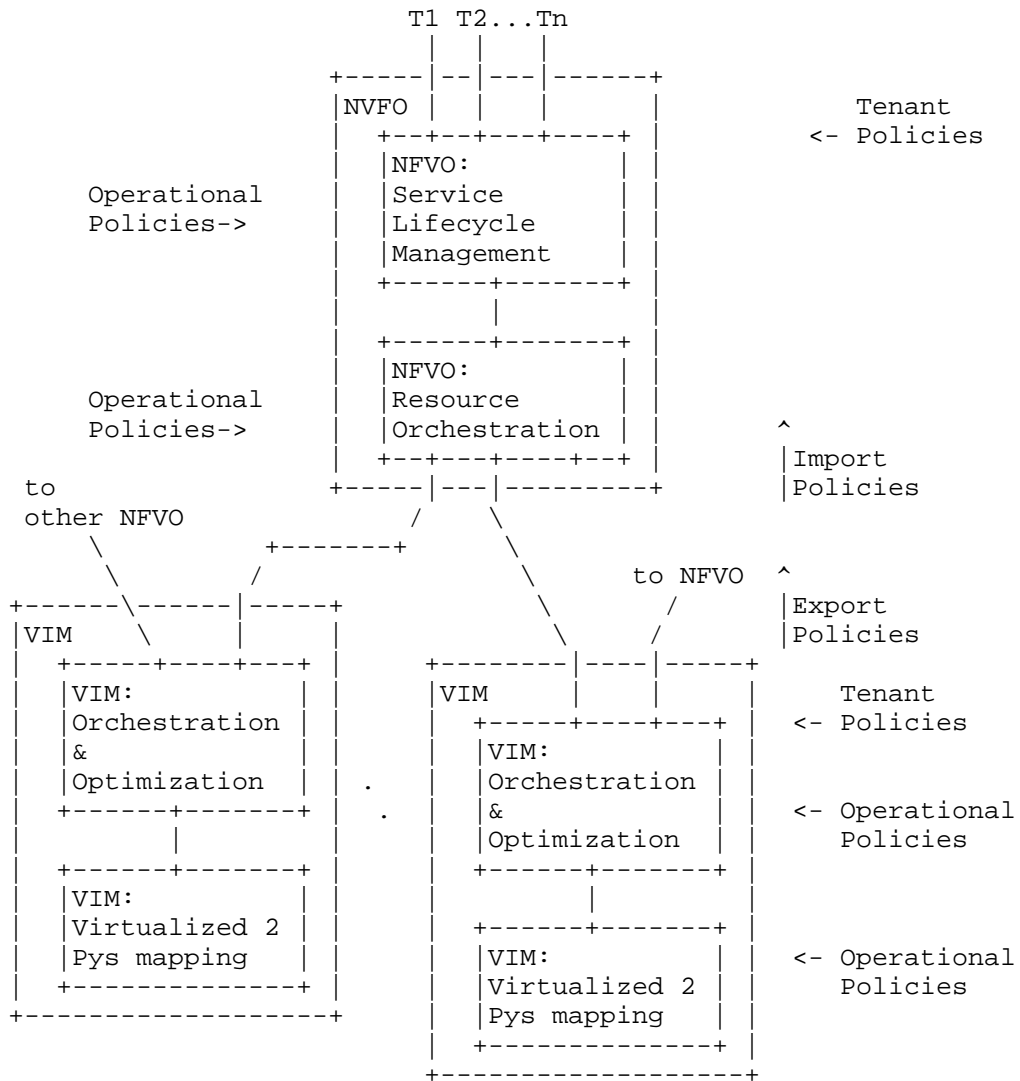 T1 T2...Tn
NVFO
Tenant
<- Policies
NFVO:
Service
Lifecycle
Management
Operational
Policies->
NFVO:
Resource
Orchestration
Operational
Policies->
Import
Policies
to
other NFVO
to NFVO
Export
Policies
VIM
VIM:
Orchestration
&
Optimization
.
.
VIM:
Virtualized 2
Pys mapping
VIM
Tenant
<- Policies
VIM:
Orchestration
&
Optimization
<- Operational
Policies
VIM:
Virtualized 2
Pys mapping
<- Operational
Policies